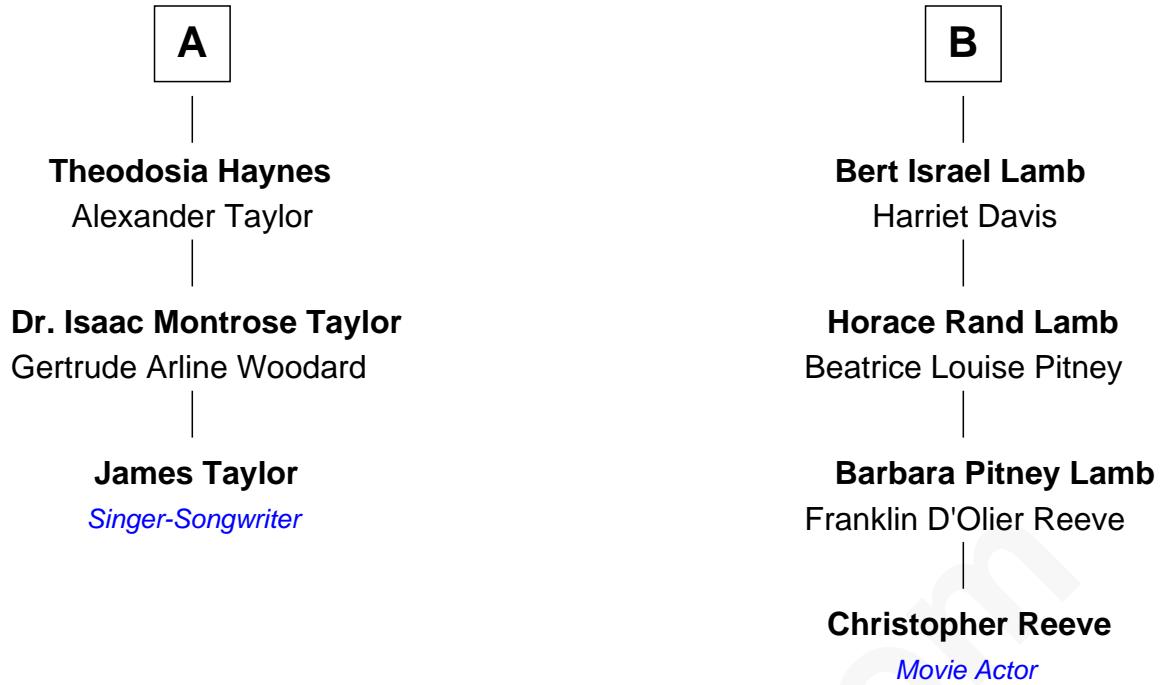 A
Theodosia Haynes
Alexander Taylor
Dr. Isaac Montrose Taylor
Gertrude Arline Woodard
James Taylor
Singer-Songwriter
B
Bert Israel Lamb
Harriet Davis
Horace Rand Lamb
Beatrice Louise Pitney
Barbara Pitney Lamb
Franklin D'Olier Reeve
Christopher Reeve
Movie Actor